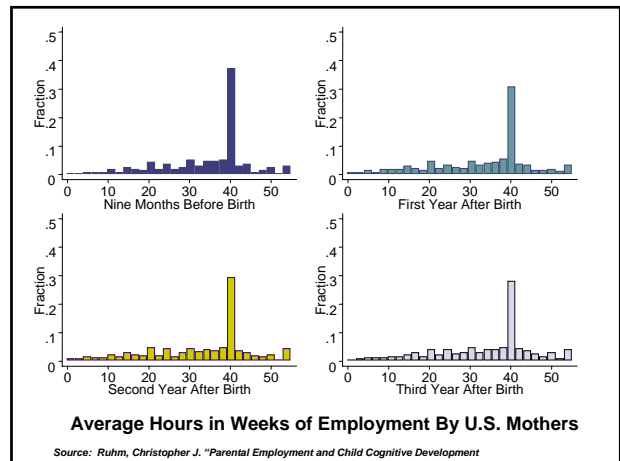 .5
.4
.3
.2
.1
0
Fraction
0 10 20 30 40 50
Nine Months Before Birth
.5
.4
.3
.2
.1
0
Fraction
0 10 20 30 40 50
First Year After Birth
.5
.4
.3
.2
.1
0
Fraction
0 10 20 30 40 50
Second Year After Birth
.5
.4
.3
.2
.1
0
Fraction
0 10 20 30 40 50
Third Year After Birth
Average Hours in Weeks of Employment By U.S. Mothers
Source: Ruhm, Christopher J. "Parental Employment and Child Cognitive Development